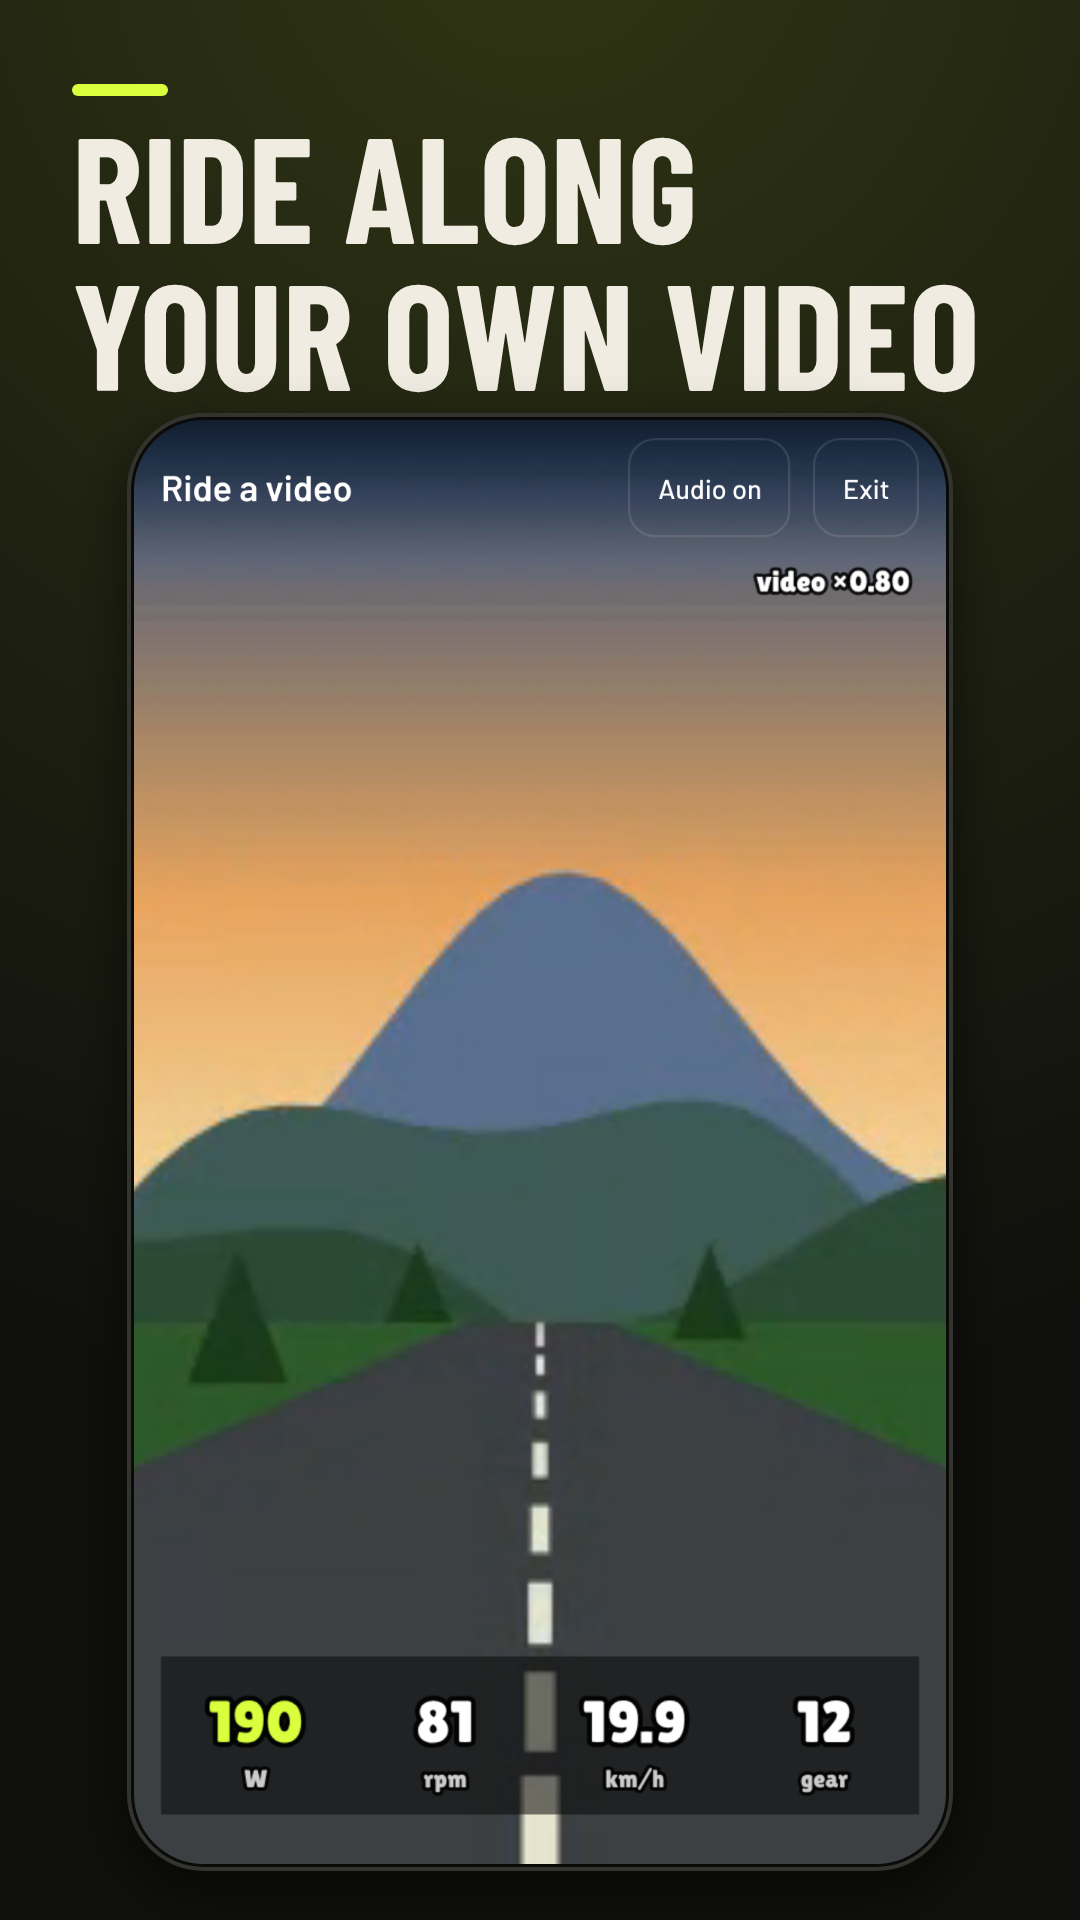 RIDE ALONG
YOUR OWN VIDEO
Ride a video
Audio on
Exit
video ×0.80
190
81
19.9
12
W
rpm
km/h
gear